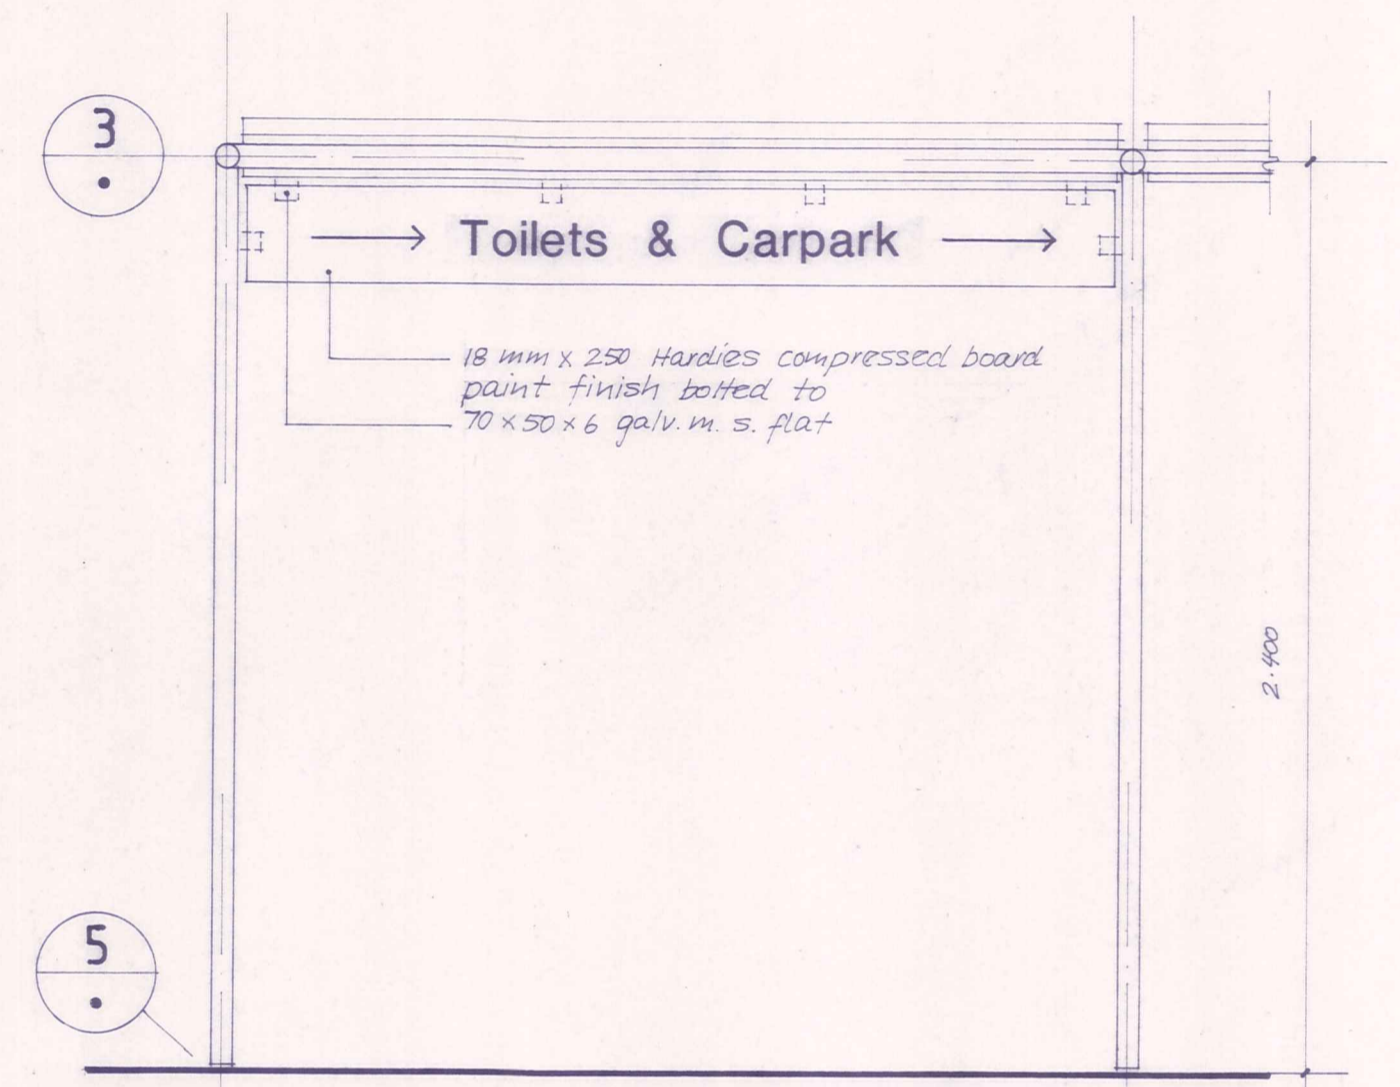 3
→ Toilets & Carpark →
18 mm x 250 Hardies compressed board
paint finish bolted to
70 x 50 x 6 galv. m. s. flat
2.400
5